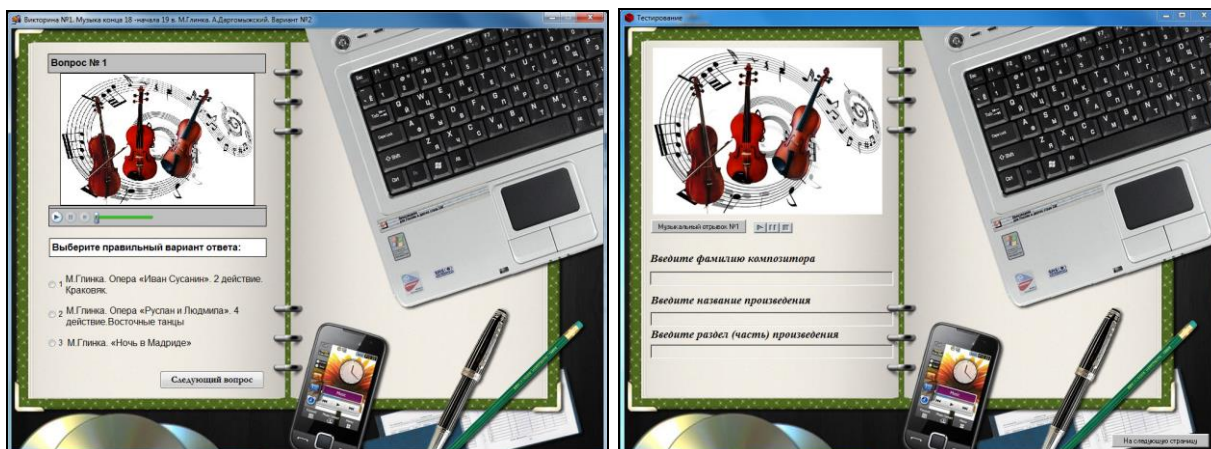 Викторина №1. Музыка конце 18 -начала 19 в. М.Глинка. А.Даргомыжский. Вариант №2
Вопрос № 1
Выберите правильный вариант ответа:
1 М.Глинка. Опера «Иван Сусанин». 2 действие.
Краковяк.
2 М.Глинка. Опера «Руслан и Людмила». 4
действие.Восточные танцы
3 М.Глинка. «Ночь в Мадриде»
Следующий вопрос
Тестирование
Музыкальный отрывок №1
Введите фамилию композитора
Введите название произведения
Введите раздел (часть) произведения
На следующую страницу